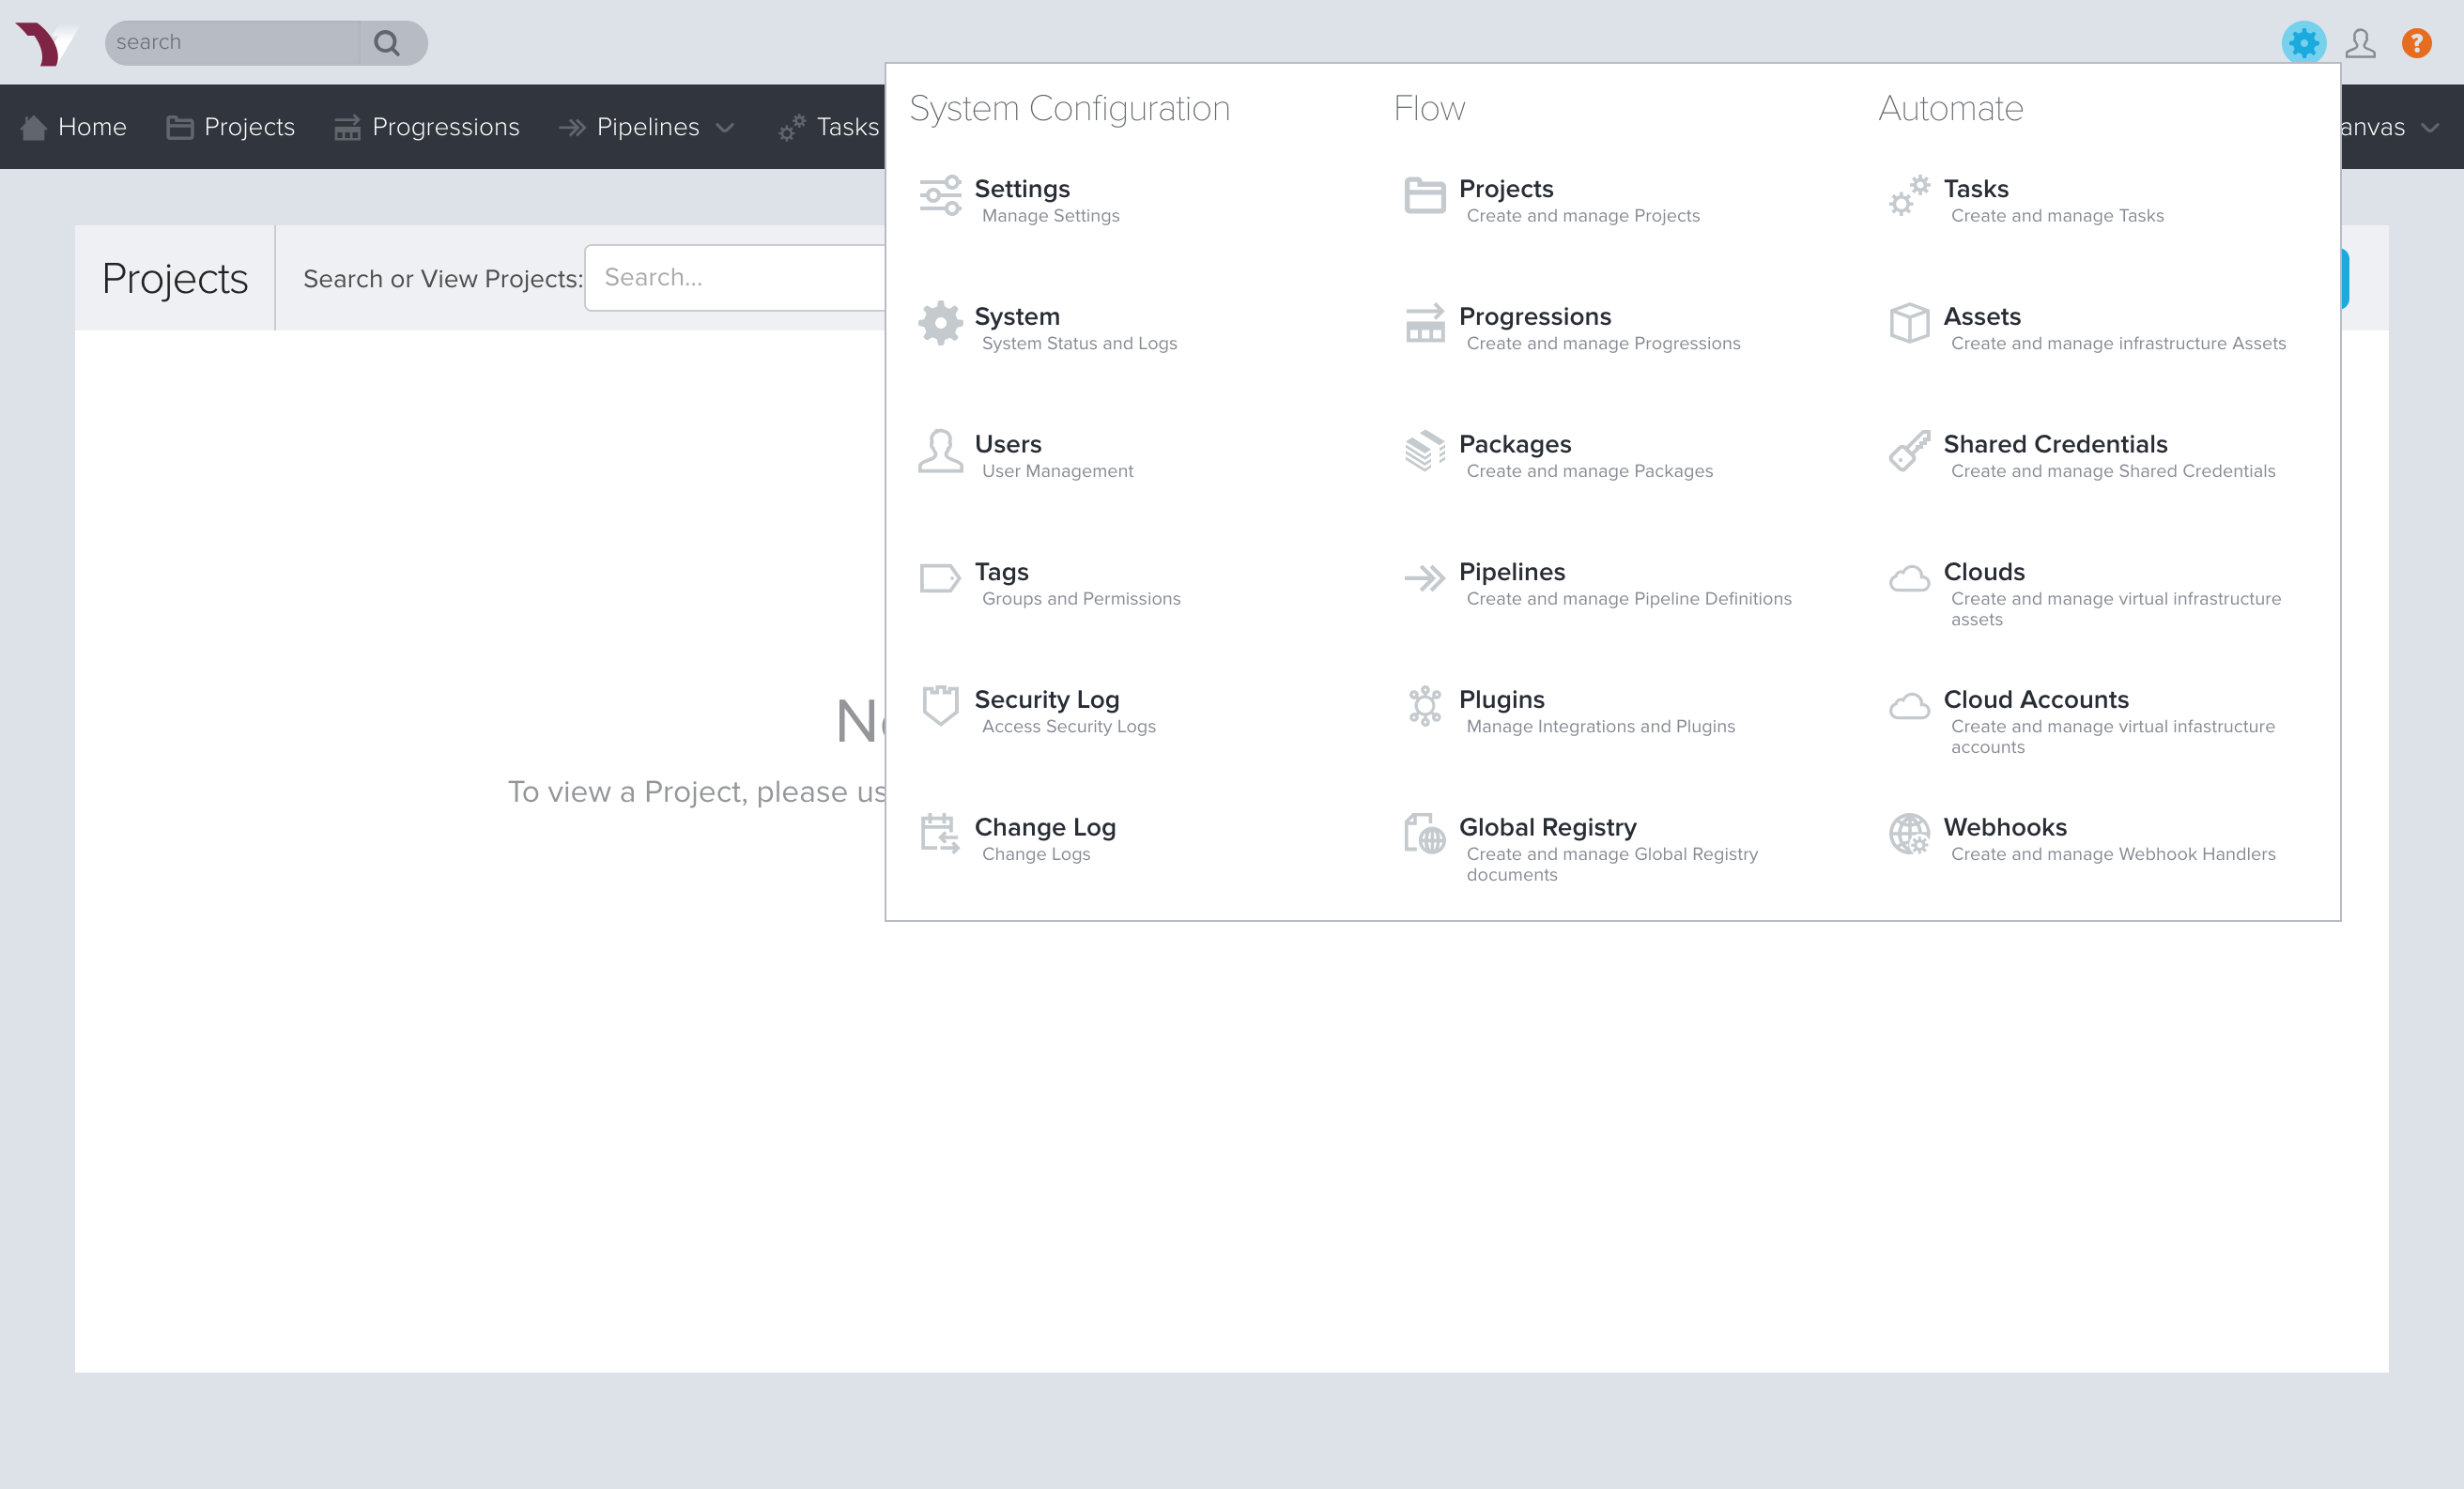 search
Home
Projects
Progressions
Pipelines
Tasks
anvas
Projects
Search or View Projects:
Search...
To view a Project, please us
System Configuration
Settings
Manage Settings
System
System Status and Logs
Users
User Management
Tags
Groups and Permissions
Security Log
Access Security Logs
Change Log
Change Logs
Flow
Projects
Create and manage Projects
Progressions
Create and manage Progressions
Packages
Create and manage Packages
Pipelines
Create and manage Pipeline Definitions
Plugins
Manage Integrations and Plugins
Global Registry
Create and manage Global Registry
documents
Automate
Tasks
Create and manage Tasks
Assets
Create and manage infrastructure Assets
Shared Credentials
Create and manage Shared Credentials
Clouds
Create and manage virtual infrastructure
assets
Cloud Accounts
Create and manage virtual infastructure
accounts
Webhooks
Create and manage Webhook Handlers